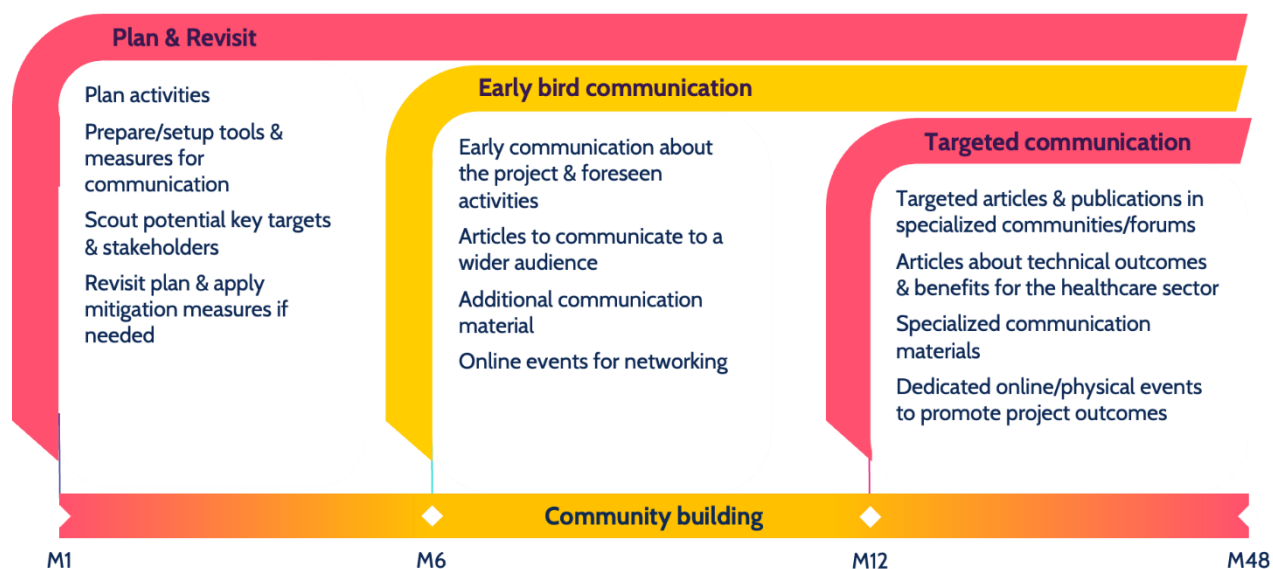 Plan & Revisit
Plan activities
Prepare/setup tools &
measures for
communication
Scout potential key targets
& stakeholders
Revisit plan & apply
mitigation measures if
needed
Early bird communication
Early communication about
the project & foreseen
activities
Articles to communicate to a
wider audience
Additional communication
material
Online events for networking
Targeted communication
Targeted articles & publications in
specialized communities/forums
Articles about technical outcomes
& benefits for the healthcare sector
Specialized communication
materials
Dedicated online/physical events
to promote project outcomes
Community building
M1
M6
M12
M48